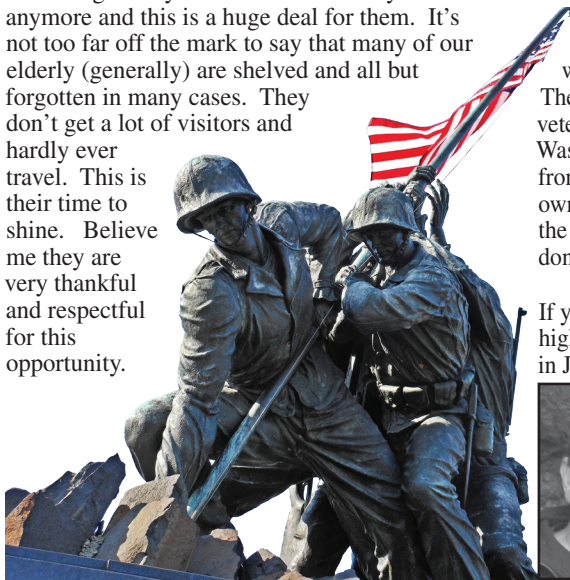 anymore and this is a huge deal for them. It's
not too far off the mark to say that many of our
elderly (generally) are shelved and all but
forgotten in many cases. They
don't get a lot of visitors and
hardly ever
travel. This is
their time to
shine. Believe
me they are
very thankful
and respectful
for this
opportunity.
The
vete
Was
from
own
the
don
If y
high
in J